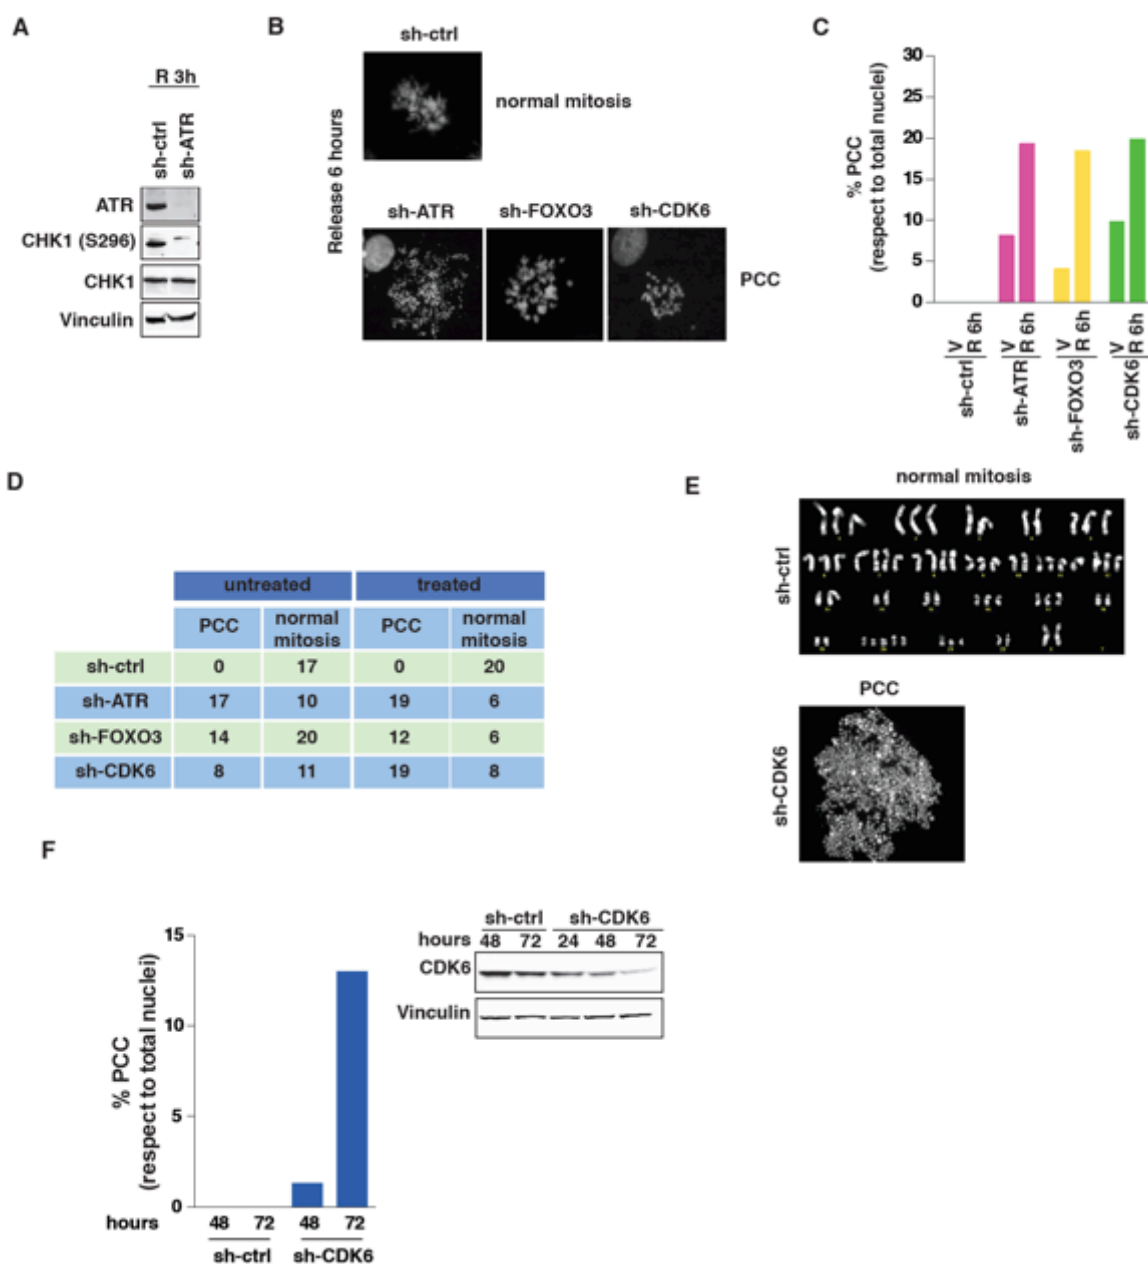 A
R 3h
sh-ctrl
sh-ATR
ATR
CHK1 (S296)
CHK1
Vinculin
B
sh-ctrl
normal mitosis
Release 6 hours
sh-ATR sh-FOXO3 sh-CDK6
PCC
C
% PCC
(respect to total nuclei)
30
25
20
15
10
5
0
V
R 6h
V
R 6h
V
R 6h
V
R 6h
sh-ctrl
sh-ATR
sh-FOXO3
sh-CDK6
D
untreated treated
PCC normal mitosis PCC normal mitosis
sh-ctrl 0 17 0 20
sh-ATR 17 10 19 6
sh-FOXO3 14 20 12 6
sh-CDK6 8 11 19 8
E
normal mitosis
sh-ctrl
PCC
sh-CDK6
F
% PCC
(respect to total nuclei)
15
10
5
0
hours 48 72 48 72
sh-ctrl sh-CDK6
sh-ctrl sh-CDK6
hours 48 72 24 48 72
CDK6
Vinculin